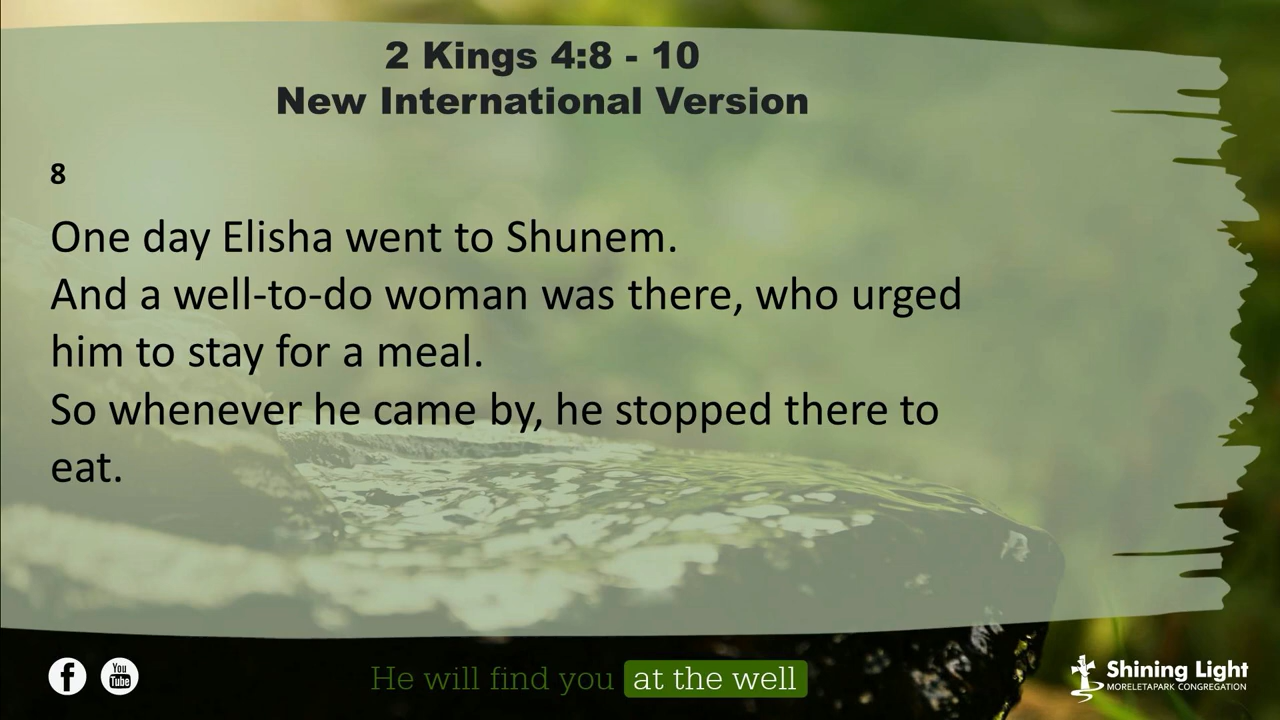 2 Kings 4:8 - 10
New International Version
8
One day Elisha went to Shunem.
And a well-to-do woman was there, who urged
him to stay for a meal.
So whenever he came by, he stopped there to
eat.
f
You
Tube
He will find you at the well
Shining Light
MORELETAPARK CONGREGATION